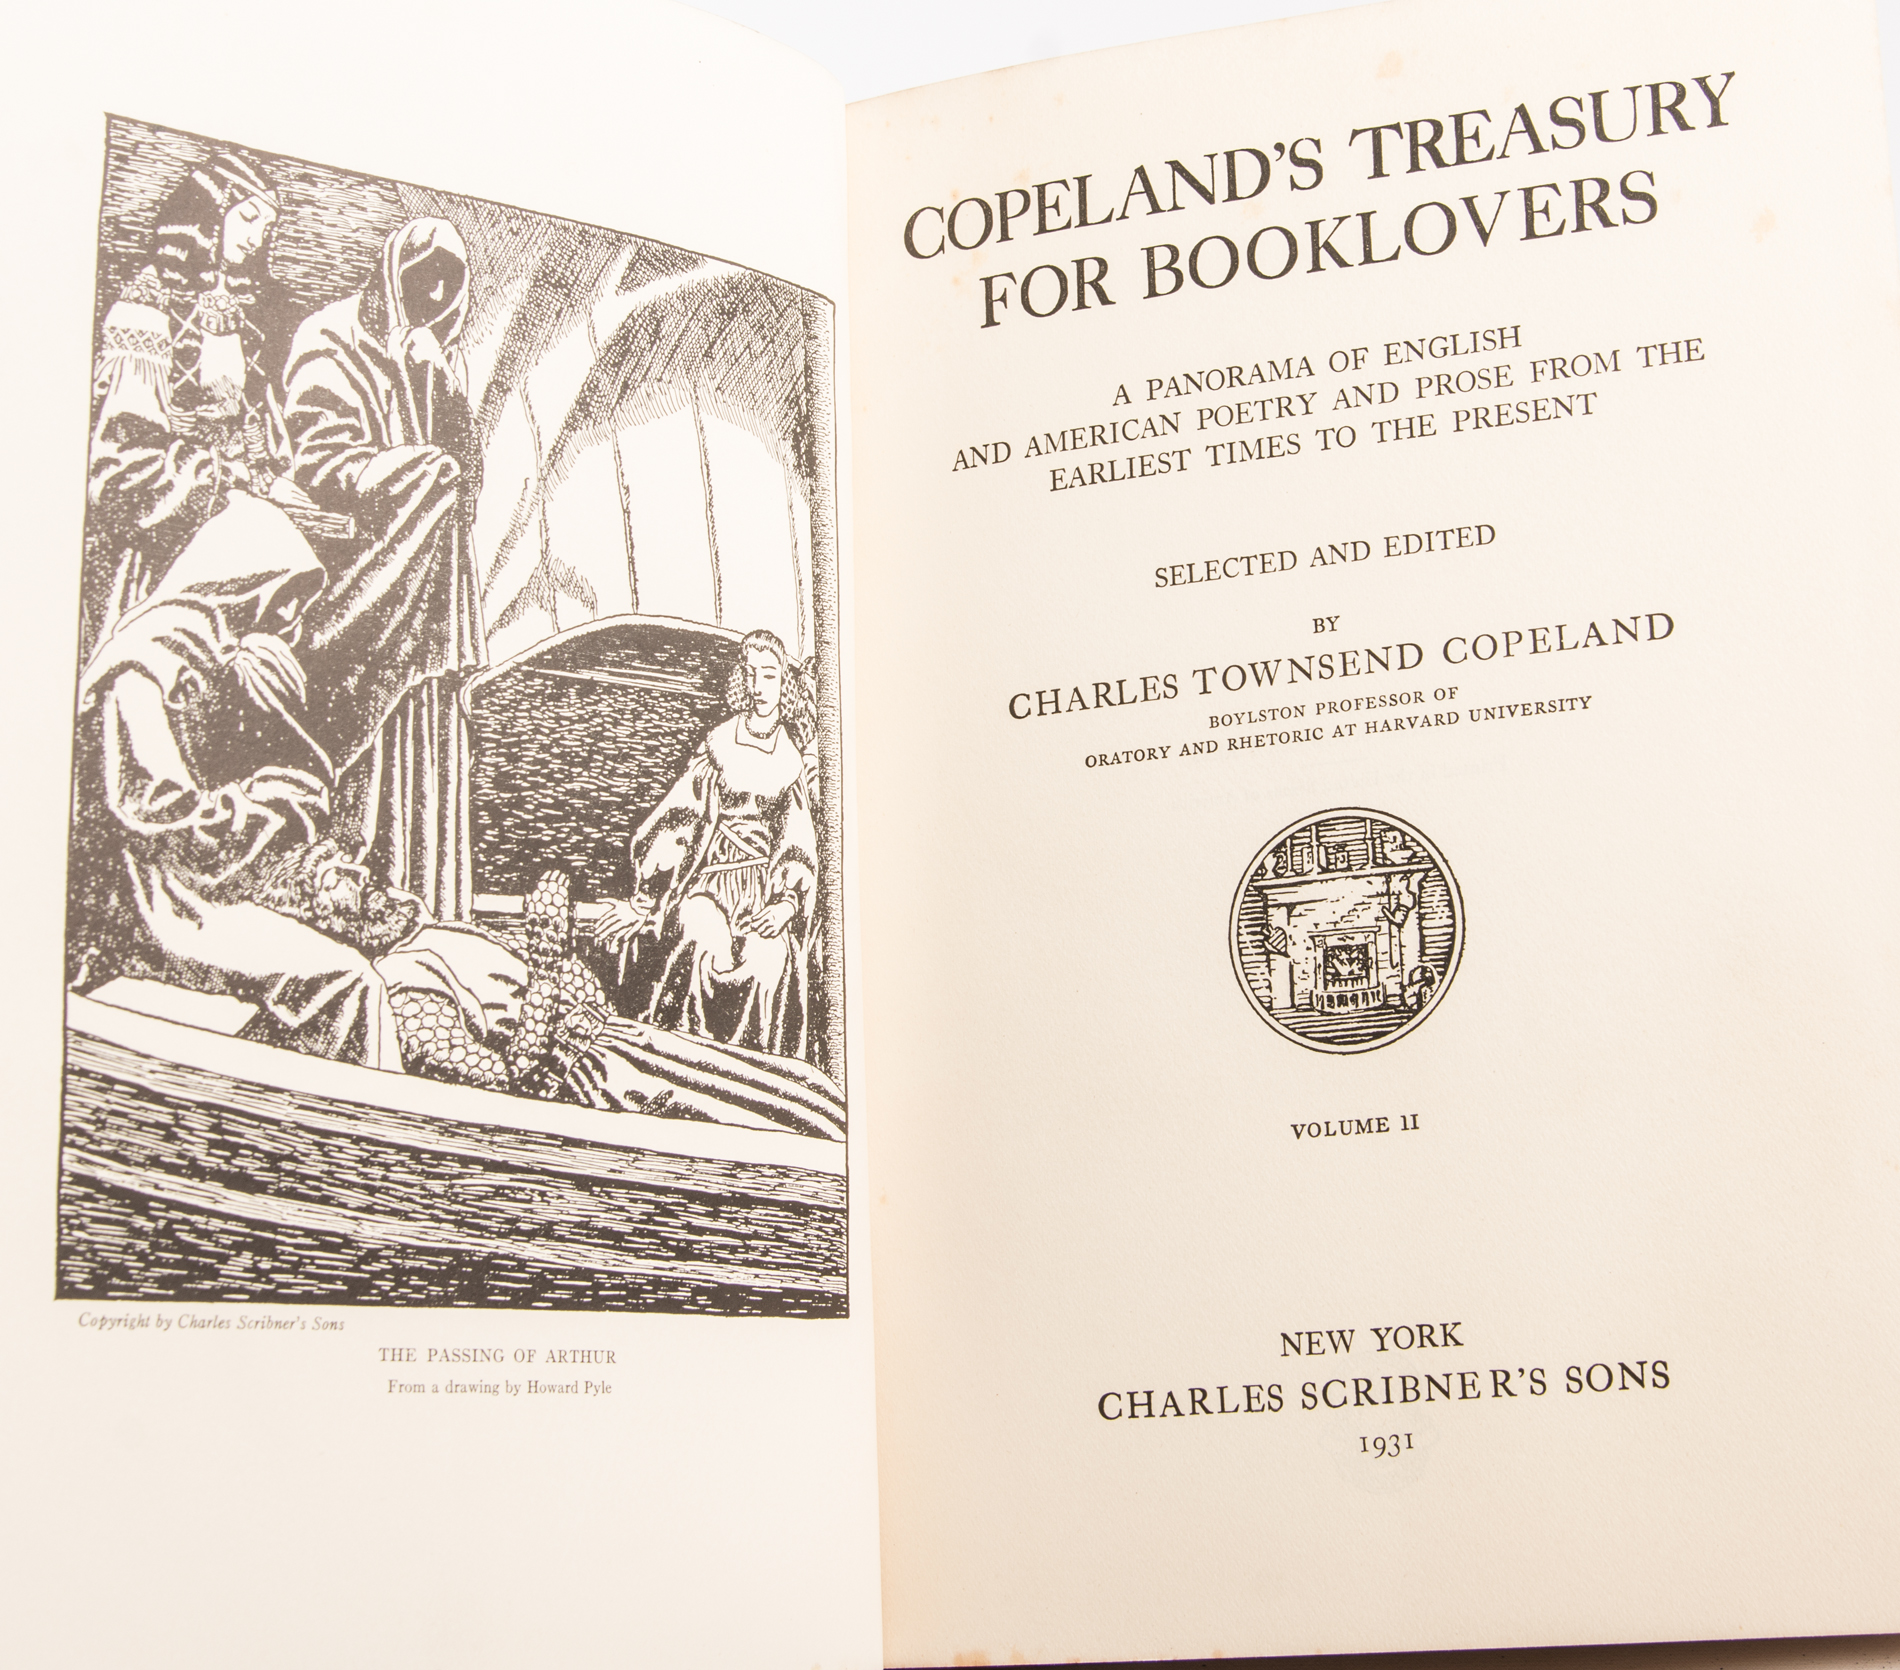 Copyright by Charles Scribner's Sons
THE PASSING OF ARTHUR
From a drawing by Howard Pyle
COPELAND'S TREASURY
FOR BOOKLOVERS
A PANORAMA OF ENGLISH
AND AMERICAN POETRY AND PROSE FROM THE
EARLIEST TIMES TO THE PRESENT
SELECTED AND EDITED
BY
CHARLES TOWNSEND COPELAND
BOYLSTON PROFESSOR OF
ORATORY AND RHETORIC AT HARVARD UNIVERSITY
VOLUME II
NEW YORK
CHARLES SCRIBNER'S SONS
1931